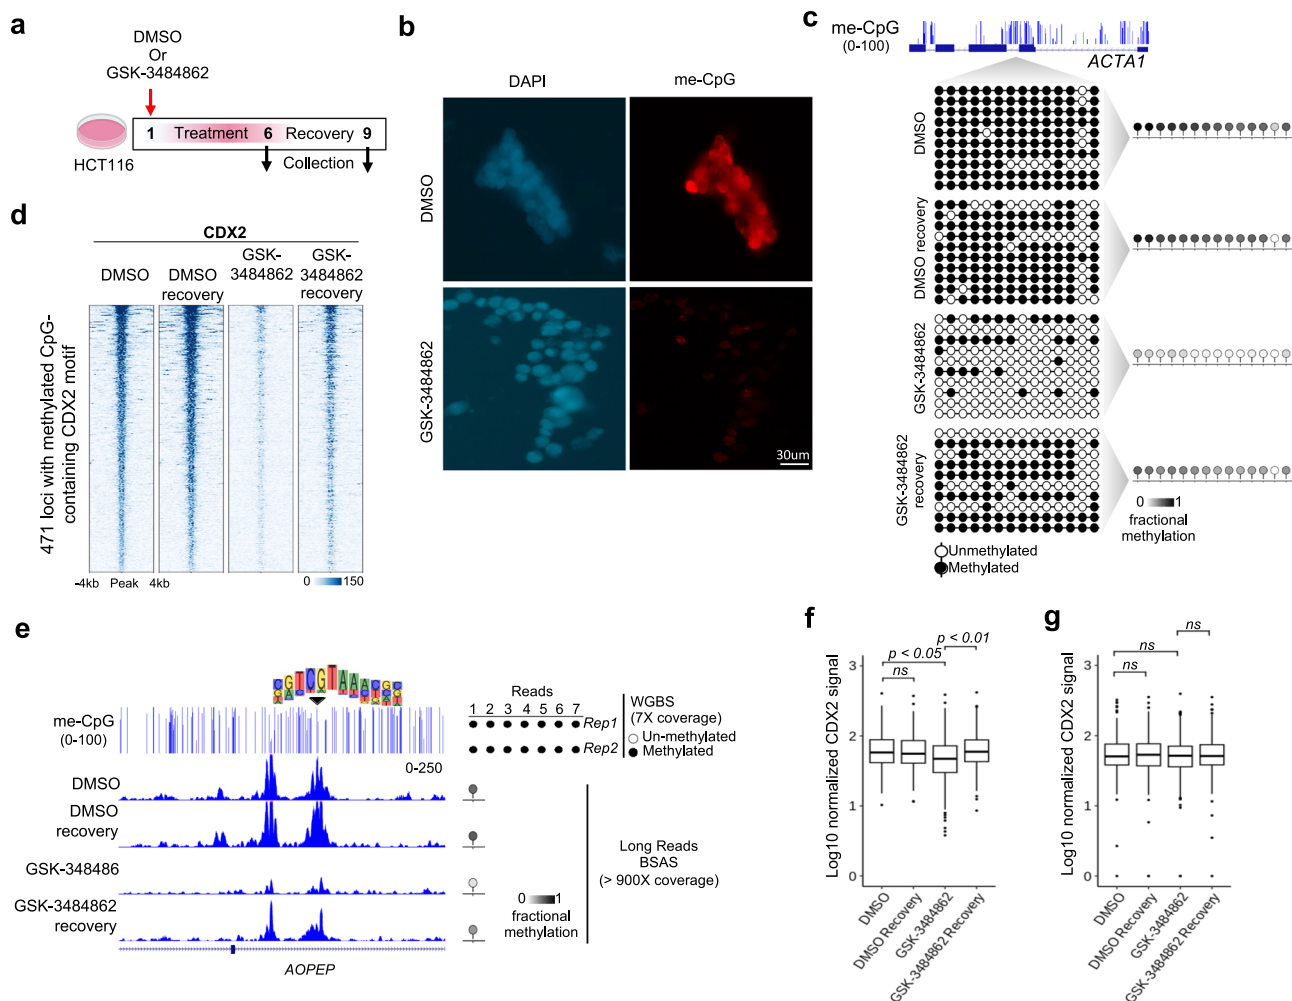 a
DMSO
Or
GSK-3484862
1 Treatment 6 Recovery 9
Collection
HCT116
b
DAPI
me-CpG
DMSO
GSK-3484862
30um
c
me-CpG
(0-100)
ACTA1
DMSO
DMSO recovery
GSK-3484862
GSK-3484862
recovery
0 1
fractional
methylation
Unmethylated
Methylated
d
CDX2
DMSO
DMSO
recovery
GSK-
3484862
GSK-
3484862
recovery
471 loci with methylated CpG-
containing CDX2 motif
-4kb Peak 4kb
0 150
e
me-CpG
(0-100)
0-250
DMSO
DMSO
recovery
GSK-348486
GSK-3484862
recovery
AOPEP
Reads
1 2 3 4 5 6 7
Rep1
Rep2
WGBS
(7X coverage)
Un-methylated
Methylated
Long Reads
BSAS
(> 900X coverage)
0 1
fractional
methylation
f
Log10 normalized CDX2 signal
3
2
1
0
p < 0.01
p < 0.05
ns
DMSO
DMSO Recovery
GSK-3484862
GSK-3484862 Recovery
g
Log10 normalized CDX2 signal
3
2
1
0
ns
ns
ns
DMSO
DMSO Recovery
GSK-3484862
GSK-3484862 Recovery